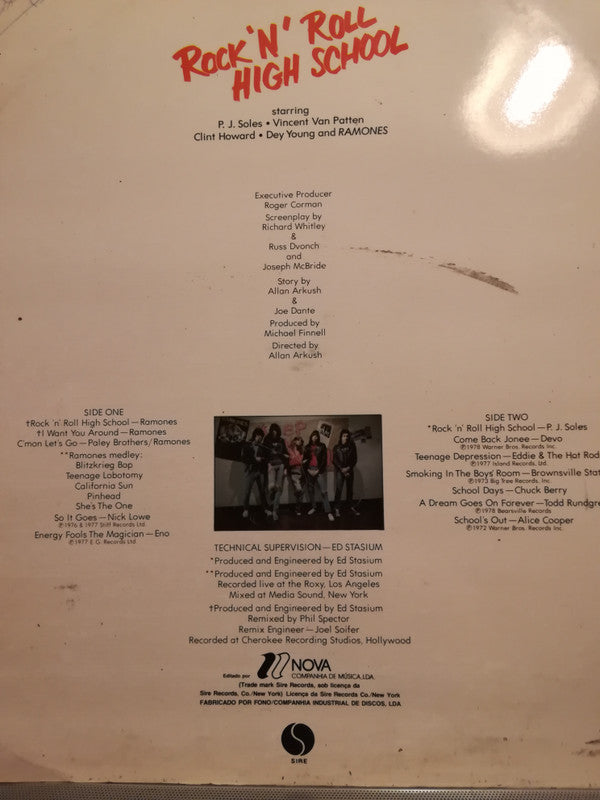 ROCK 'N' ROLL
HIGH SCHOOL
starring
P. J. Soles • Vincent Van Patten
Clint Howard • Dey Young and RAMONES
Executive Producer
Roger Corman
Screenplay by
Richard Whitley
&
Russ Dvonch
and
Joseph McBride
Story by
Allan Arkush
&
Joe Dante
Produced by
Michael Finnell
Directed by
Allan Arkush
SIDE ONE
†Rock 'n' Roll High School—Ramones
†I Want You Around—Ramones
C'mon Let's Go—Paley Brothers/Ramones
**Ramones medley:
Blitzkrieg Bop
Teenage Lobotomy
California Sun
Pinhead
She's The One
So It Goes—Nick Lowe
℗1976 & 1977 Stiff Records Ltd.
Energy Fools The Magician—Eno
℗1977 E.G. Records Ltd.
SIDE TWO
*Rock 'n' Roll High School—P. J. Soles
Come Back Jonee—Devo
℗1978 Warner Bros. Records Inc.
Teenage Depression—Eddie & The Hot Rod
℗1977 Island Records Ltd.
Smoking In The Boys' Room—Brownsville Stat
℗1973 Big Tree Records, Inc.
School Days—Chuck Berry
A Dream Goes On Forever—Todd Rundgre
℗1978 Bearsville Records
School's Out—Alice Cooper
℗1972 Warner Bros. Records Inc.
TECHNICAL SUPERVISION—ED STASIUM
*Produced and Engineered by Ed Stasium
**Produced and Engineered by Ed Stasium
Recorded live at the Roxy, Los Angeles
Mixed at Media Sound, New York
†Produced and Engineered by Ed Stasium
Remixed by Phil Spector
Remix Engineer—Joel Soifer
Recorded at Cherokee Recording Studios, Hollywood
Editado por NOVA
COMPANHIA DE MÚSICA, LDA.
(Trade mark Sire Records, sob licença da
Sire Records, Co./New York) Licença da Sire Records Co./New York
FABRICADO POR FONO/COMPANHIA INDUSTRIAL DE DISCOS, LDA
SIRE